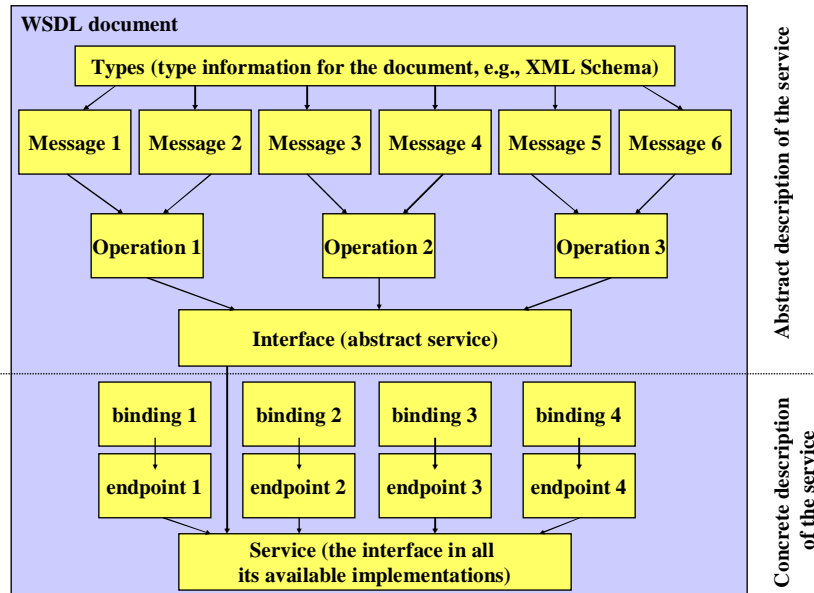 WSDL document
Types (type information for the document, e.g., XML Schema)
Message 1
Message 2
Message 3
Message 4
Message 5
Message 6
Operation 1
Operation 2
Operation 3
Interface (abstract service)
Abstract description of the service
binding 1
binding 2
binding 3
binding 4
endpoint 1
endpoint 2
endpoint 3
endpoint 4
Service (the interface in all
its available implementations)
Concrete description
of the service